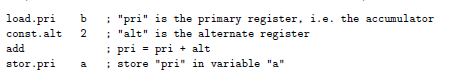 load.pri b ; "pri" is the primary register, i.e. the accumulator
const.alt 2 ; "alt" is the alternate register
add ; pri = pri + alt
stor.pri a ; store "pri" in variable "a"